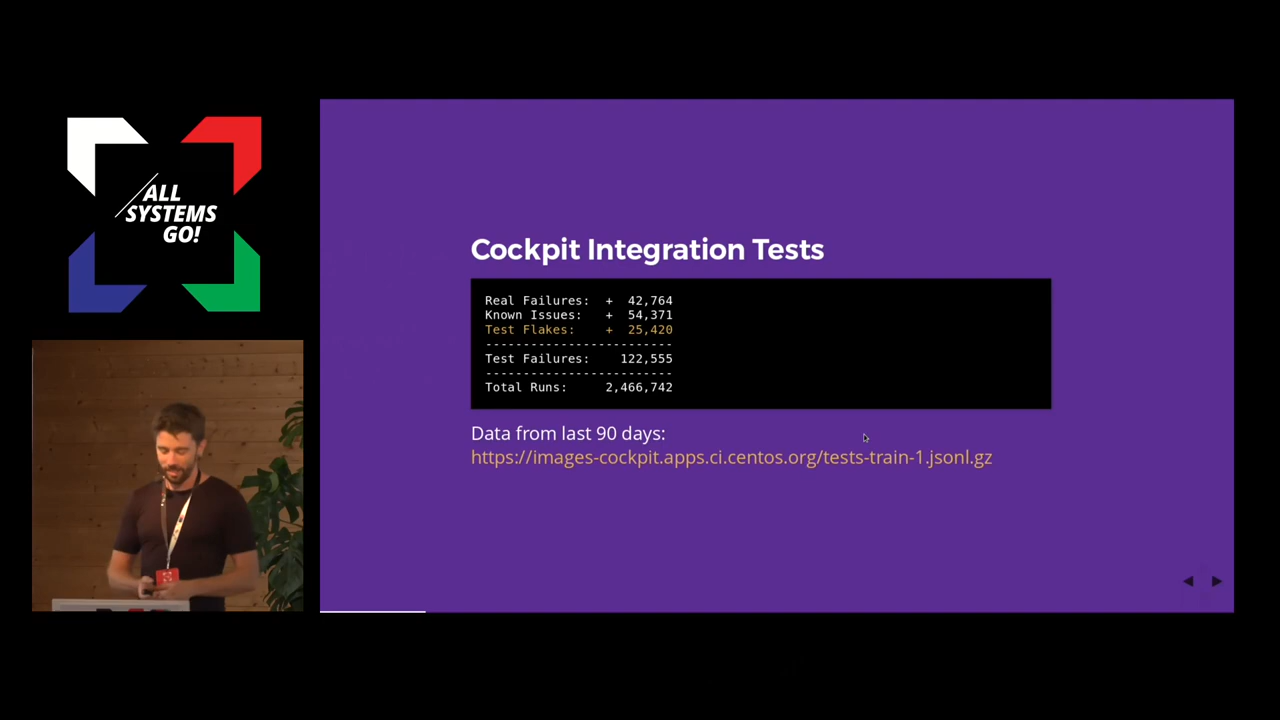 ALL
SYSTEMS
GO!
Cockpit Integration Tests
Real Failures:  +  42,764
Known Issues:   +  54,371
Test Flakes:    +  25,420
-------------------------
Test Failures:    122,555
-------------------------
Total Runs:     2,466,742
Data from last 90 days:
https://images-cockpit.apps.ci.centos.org/tests-train-1.jsonl.gz